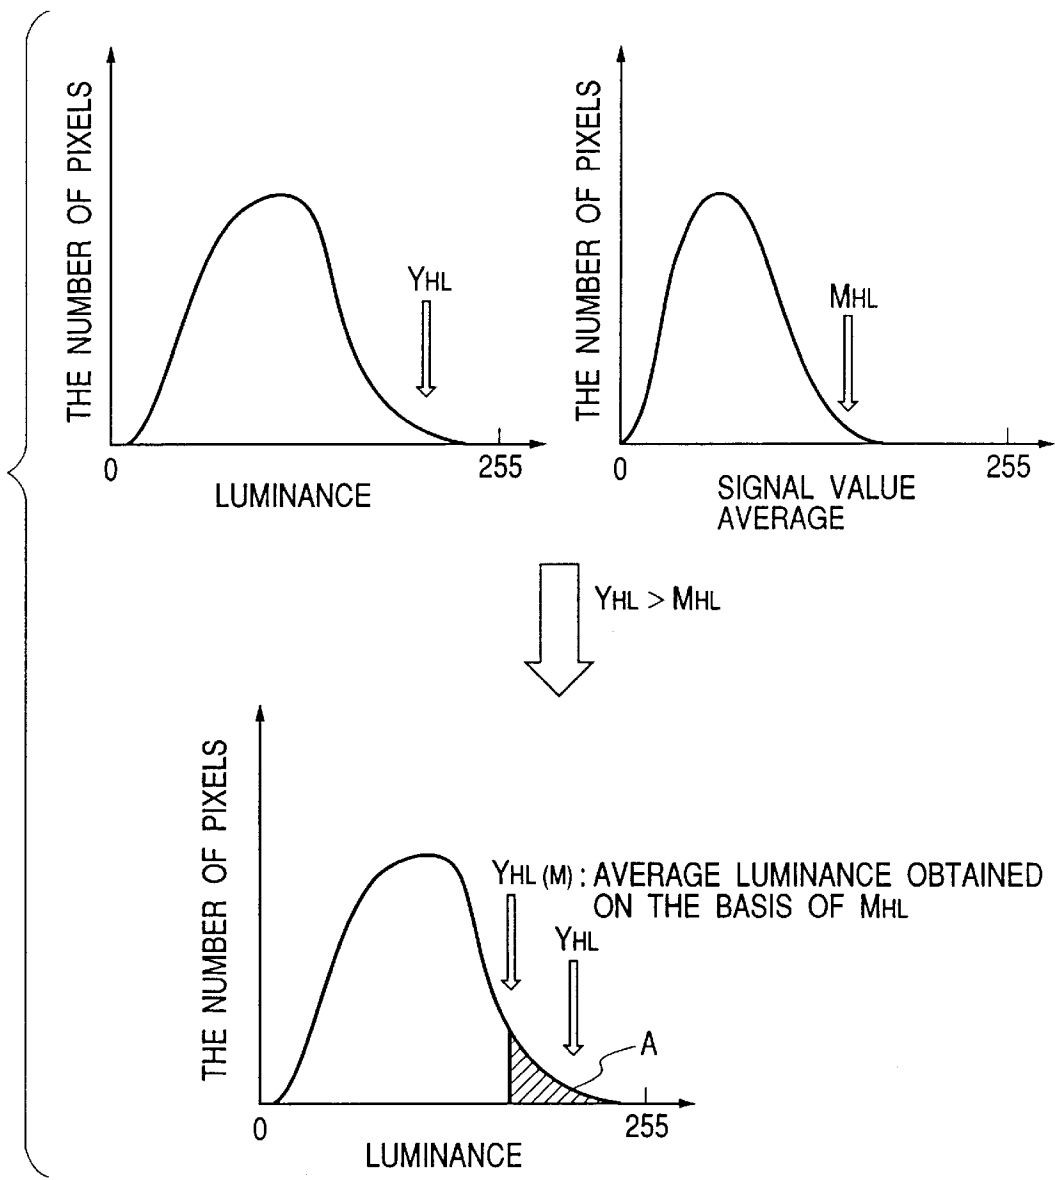 THE NUMBER OF PIXELS
YHL
0
255
LUMINANCE
THE NUMBER OF PIXELS
MHL
0
255
SIGNAL VALUE
AVERAGE
YHL > MHL
THE NUMBER OF PIXELS
YHL (M) : AVERAGE LUMINANCE OBTAINED
ON THE BASIS OF MHL
YHL
A
0
255
LUMINANCE